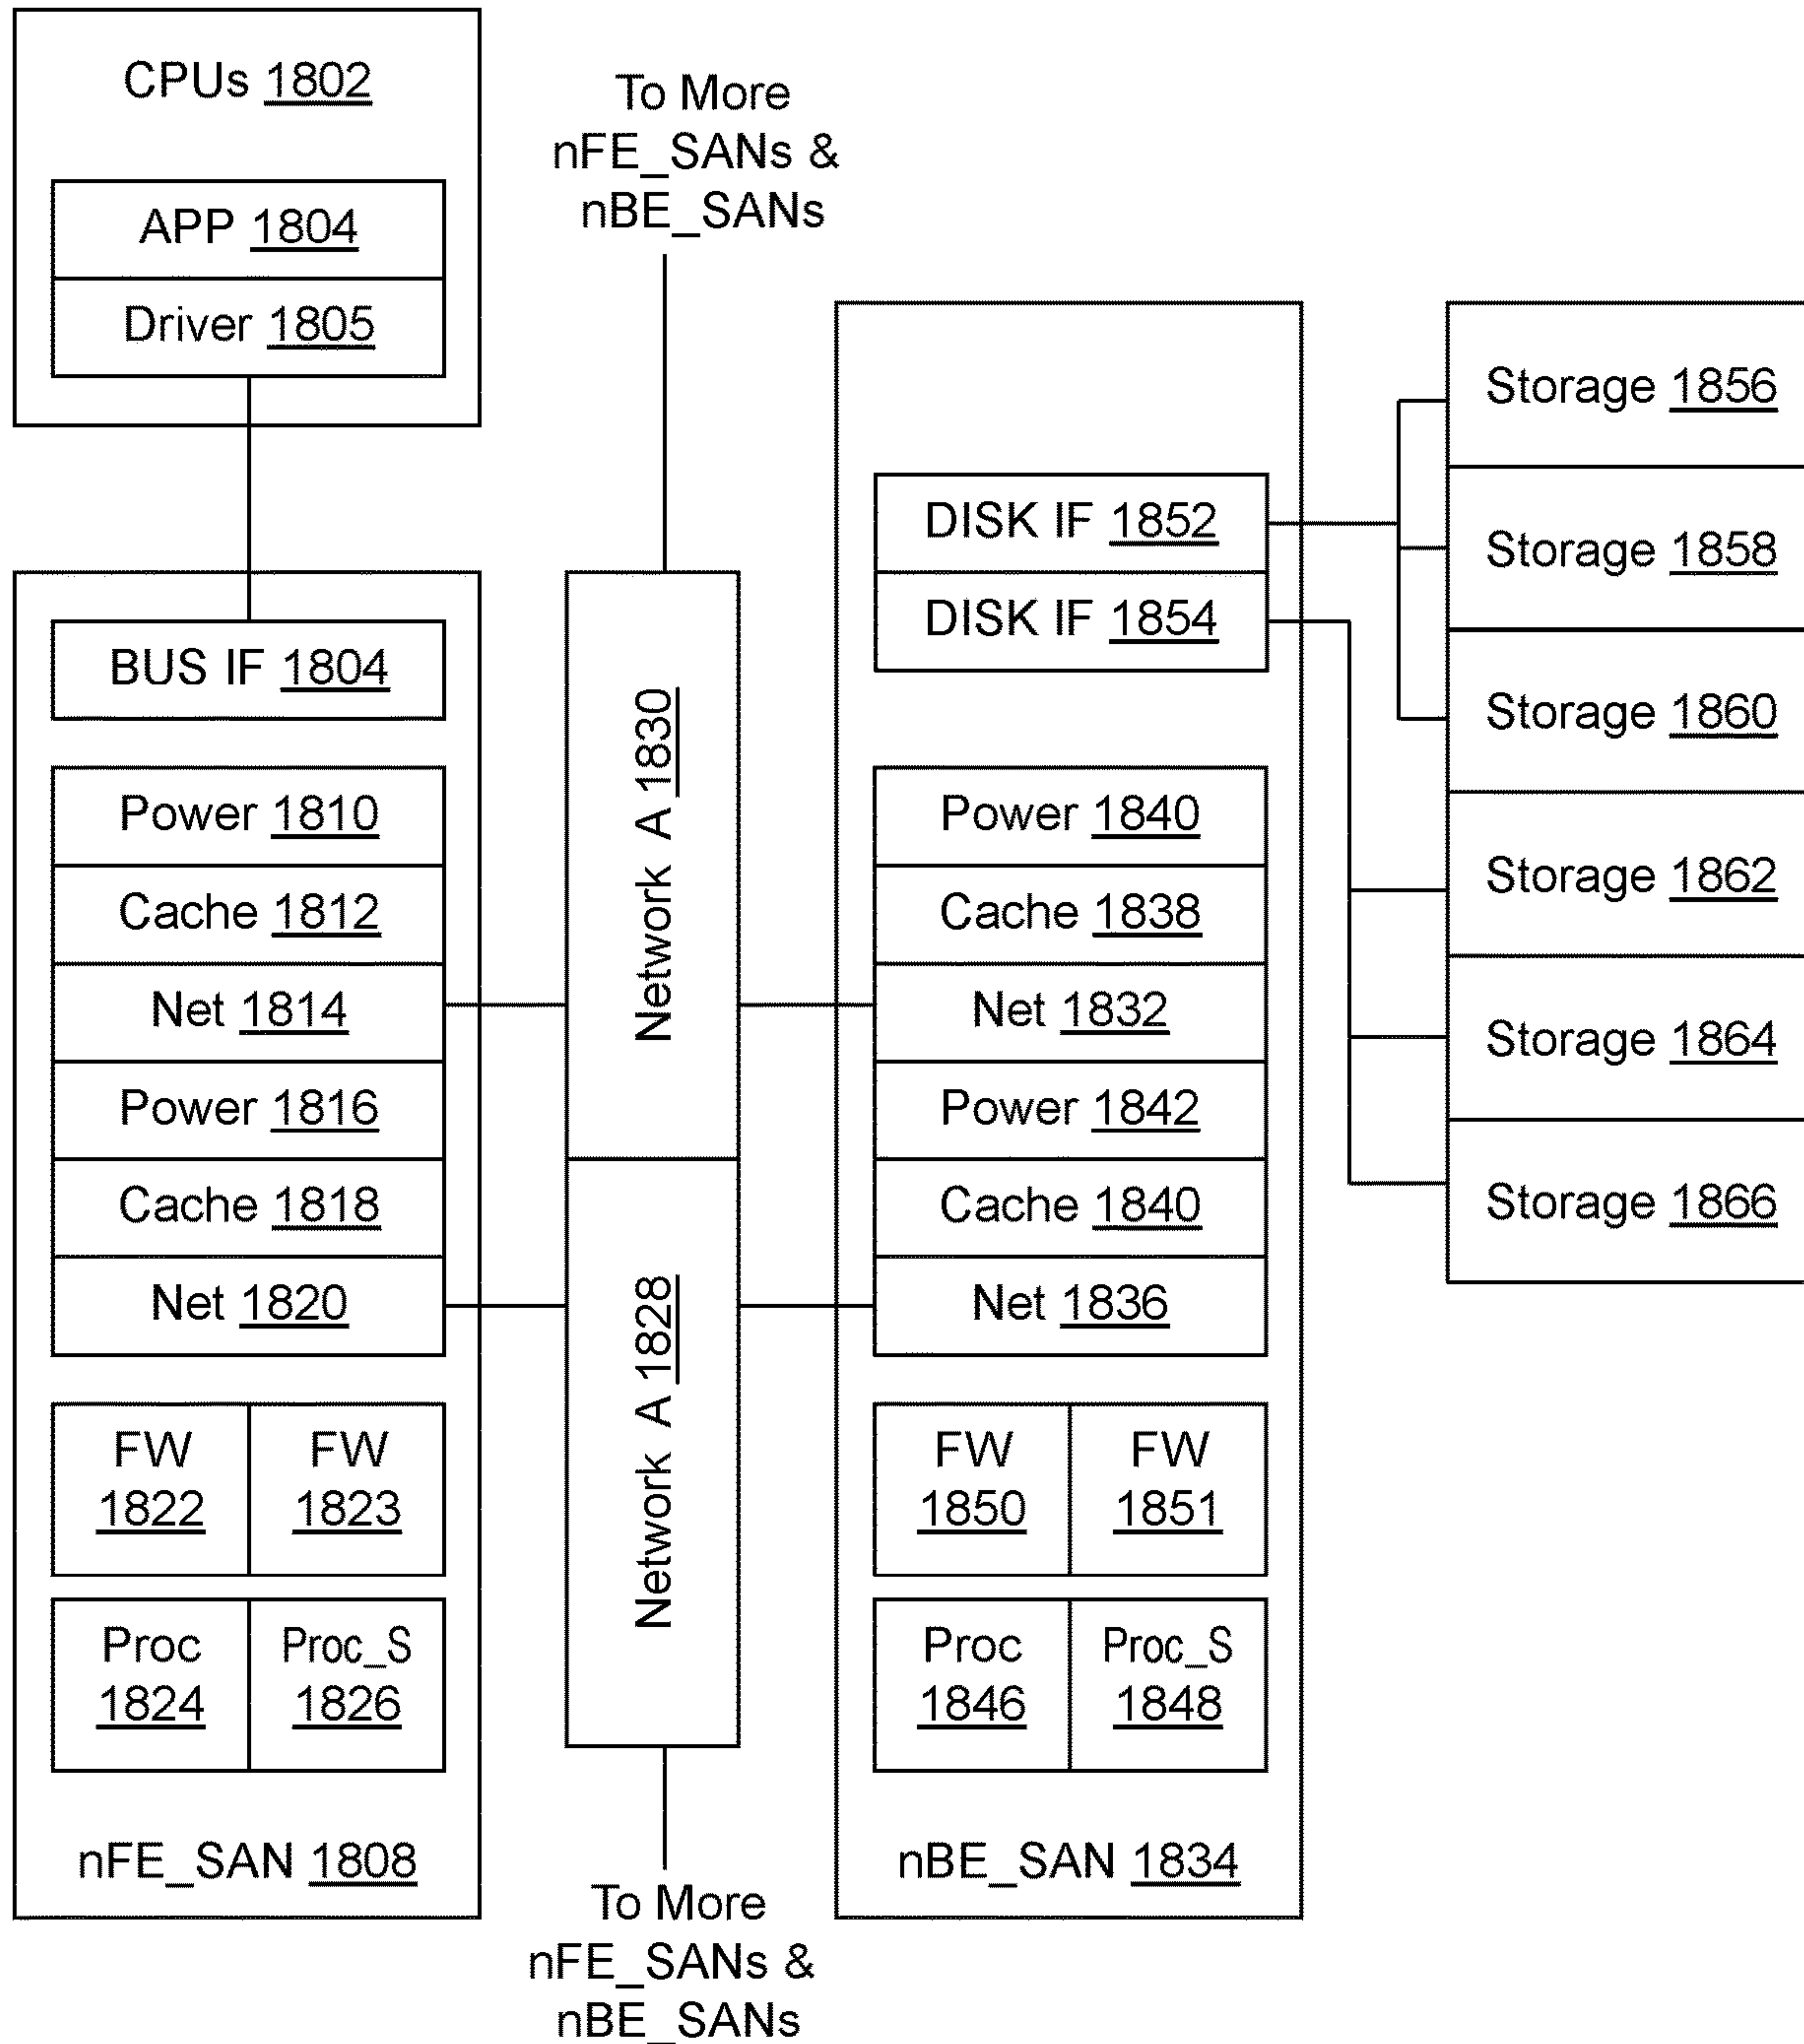 CPUs 1802
APP 1804
Driver 1805
BUS IF 1804
Power 1810
Cache 1812
Net 1814
Power 1816
Cache 1818
Net 1820
FW
1822
FW
1823
Proc
1824
Proc_S
1826
nFE_SAN 1808
To More
nFE_SANs &
nBE_SANs
Network A 1830
Network A 1828
To More
nFE_SANs &
nBE_SANs
DISK IF 1852
DISK IF 1854
Power 1840
Cache 1838
Net 1832
Power 1842
Cache 1840
Net 1836
FW
1850
FW
1851
Proc
1846
Proc_S
1848
nBE_SAN 1834
Storage 1856
Storage 1858
Storage 1860
Storage 1862
Storage 1864
Storage 1866